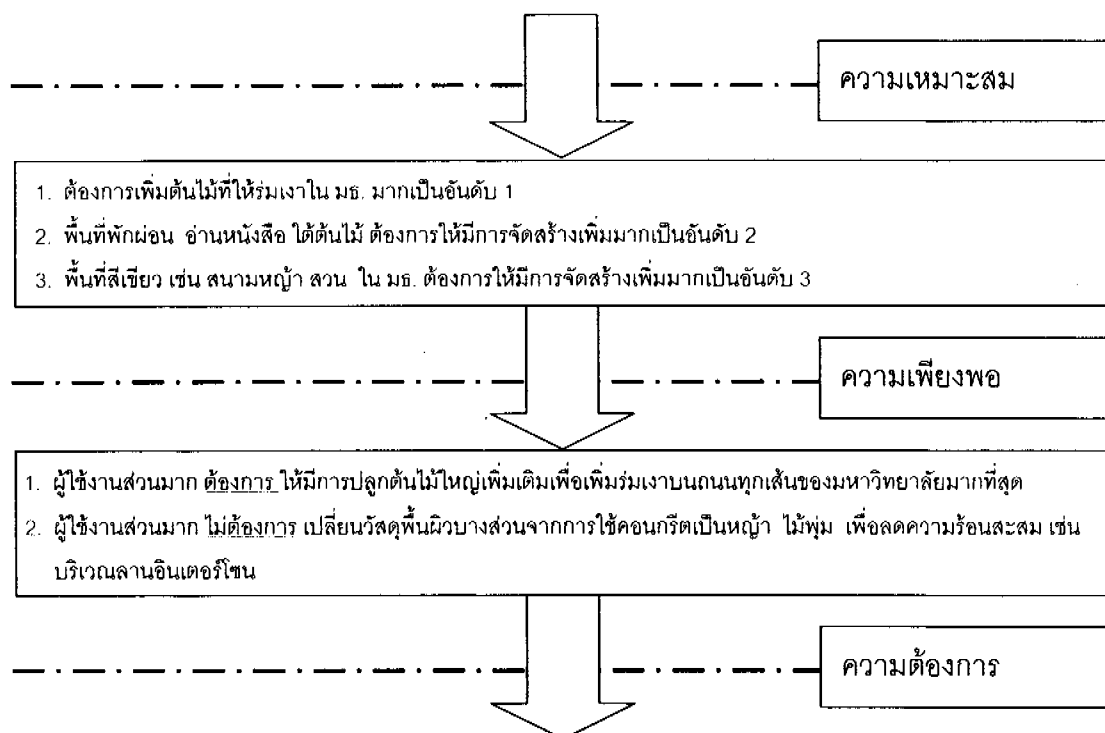 ความเหมาะสม
1. ต้องการเพิ่มต้นไม้ที่ให้ร่มเงาใน มธ. มากเป็นอันดับ 1
2. พื้นที่พักผ่อน อ่านหนังสือ ใต้ต้นไม้ ต้องการให้มีการจัดสร้างเพิ่มมากเป็นอันดับ 2
3. พื้นที่สีเขียว เช่น สนามหญ้า สวน ใน มธ. ต้องการให้มีการจัดสร้างเพิ่มมากเป็นอันดับ 3
ความเพียงพอ
1. ผู้ใช้งานส่วนมาก ต้องการ ให้มีการปลูกต้นไม้ใหญ่เพิ่มเติมเพื่อเพิ่มร่มเงาบนถนนทุกเส้นของมหาวิทยาลัยมากที่สุด
2. ผู้ใช้งานส่วนมาก ไม่ต้องการ เปลี่ยนวัสดุพื้นผิวบางส่วนจากการใช้คอนกรีตเป็นหญ้า ไม้พุ่ม เพื่อลดความร้อนสะสม เช่น
บริเวณลานอินเตอร์โซน
ความต้องการ